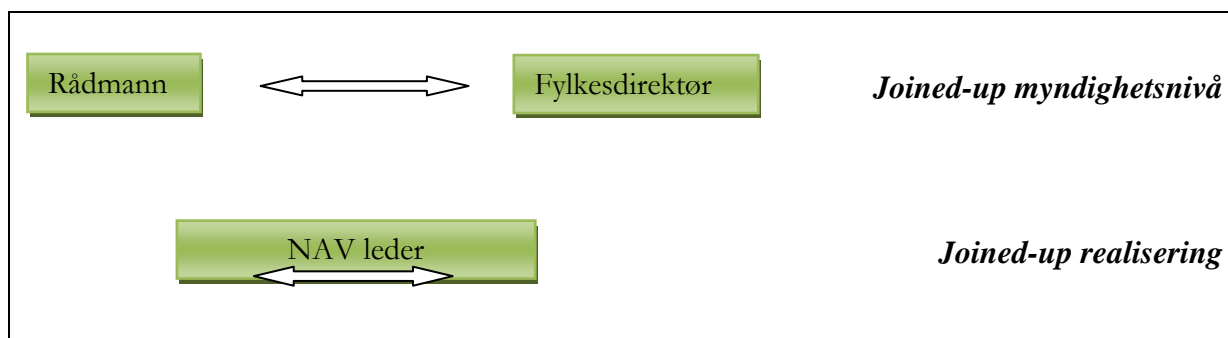 Rådmann Fylkesdirektør Joined-up myndighetsnivå
NAV leder Joined-up realisering